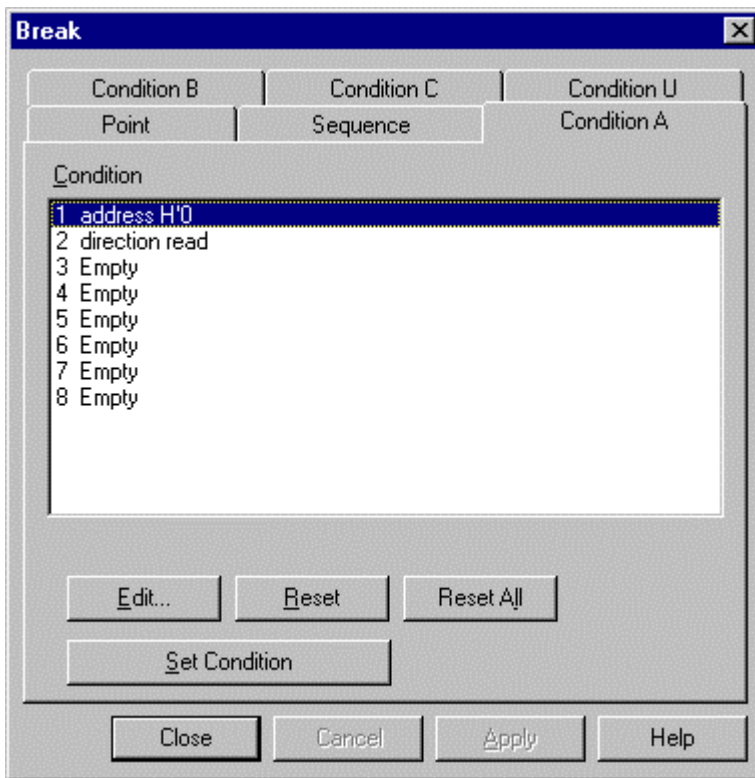 Break
Condition B Condition C Condition U
Point Sequence Condition A
Condition
1 address H'0
2 direction read
3 Empty
4 Empty
5 Empty
6 Empty
7 Empty
8 Empty
Edit... Reset Reset All
Set Condition
Close Cancel Apply Help